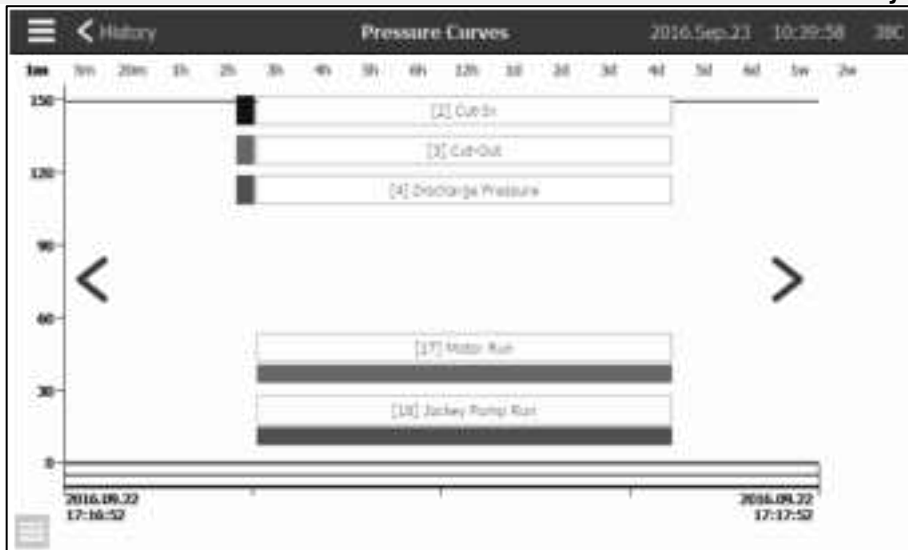 History Pressure Curves 2016.Sep.23 10:39:58 38C
1m 5m 20m 1h 2h 3h 4h 5h 6h 12h 1d 2d 3d 4d 5d 6d 1w 2w
150
[2] Cut-In
[3] Cut-Out
120
[4] Discharge Pressure
90
60
[17] Motor Run
30
[18] Jockey Pump Run
0
2016.09.22 2016.09.22
17:16:52 17:17:52